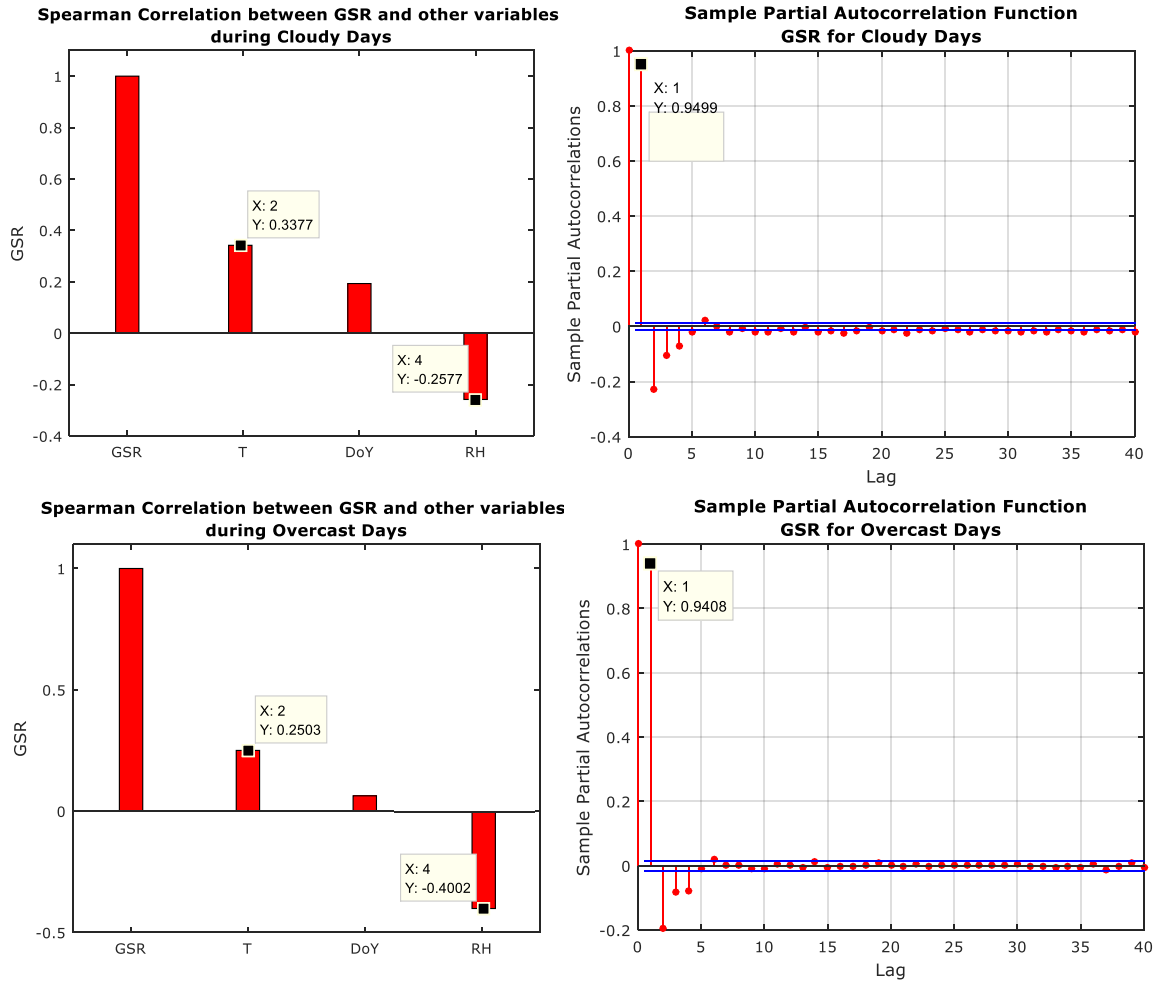 Spearman Correlation between GSR and other variables
during Cloudy Days
1
0.8
0.6
0.4
0.2
0
-0.2
-0.4
GSR
X: 2
Y: 0.3377
X: 4
Y: -0.2577
GSR
T
DoY
RH
Sample Partial Autocorrelation Function
GSR for Cloudy Days
1
0.8
0.6
0.4
0.2
0
-0.2
-0.4
Sample Partial Autocorrelations
X: 1
Y: 0.9499
0
5
10
15
20
25
30
35
40
Lag
Spearman Correlation between GSR and other variables
during Overcast Days
1
0.5
0
-0.5
GSR
X: 2
Y: 0.2503
X: 4
Y: -0.4002
GSR
T
DoY
RH
Sample Partial Autocorrelation Function
GSR for Overcast Days
1
0.8
0.6
0.4
0.2
0
-0.2
Sample Partial Autocorrelations
X: 1
Y: 0.9408
0
5
10
15
20
25
30
35
40
Lag